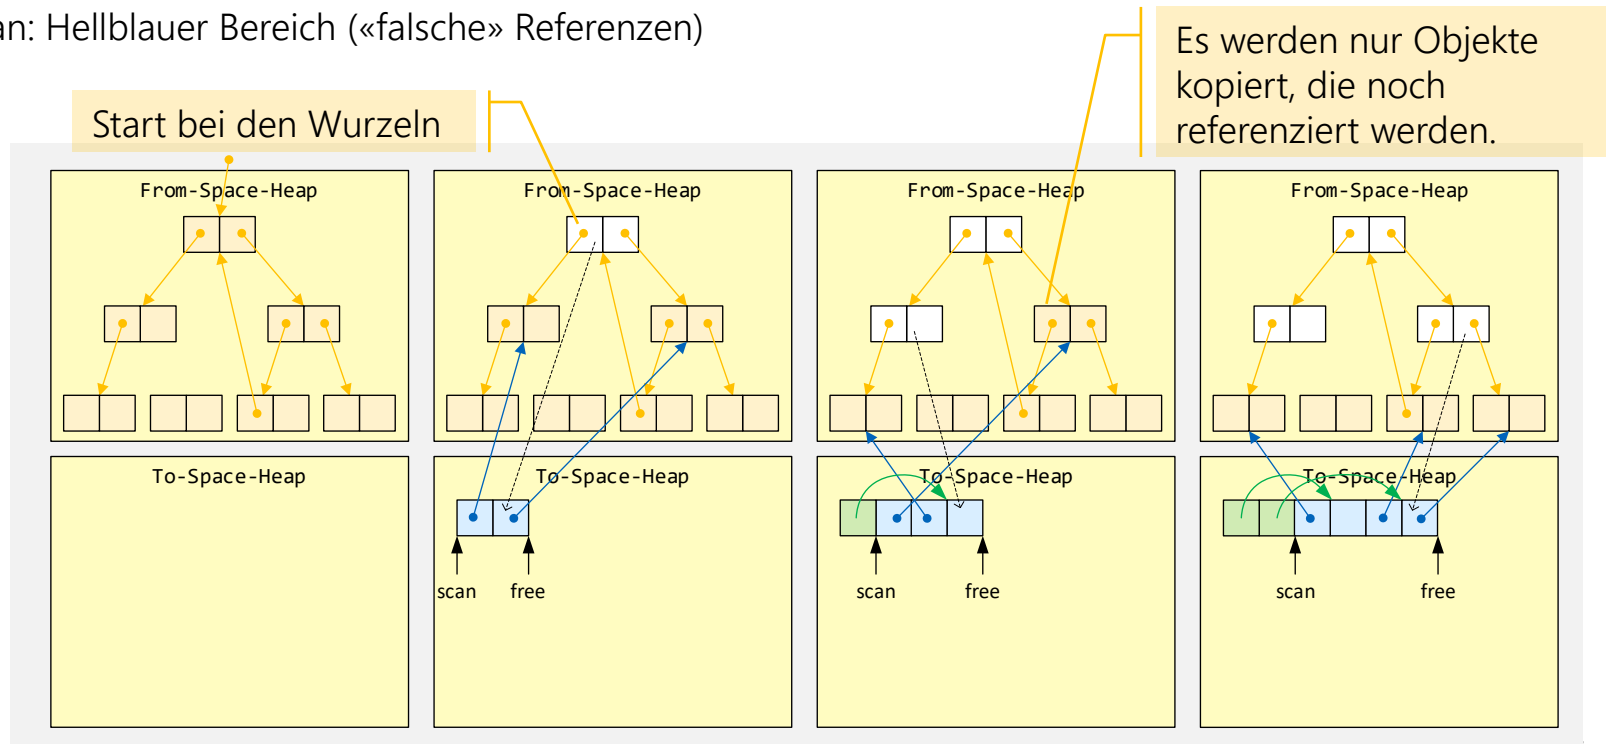 an: Hellblauer Bereich («falsche» Referenzen)
Es werden nur Objekte
kopiert, die noch
referenziert werden.
Start bei den Wurzeln
From-Space-Heap
From-Space-Heap
From-Space-Heap
From-Space-Heap
To-Space-Heap
To-Space-Heap
To-Space-Heap
To-Space-Heap
scan
free
scan
free
scan
free